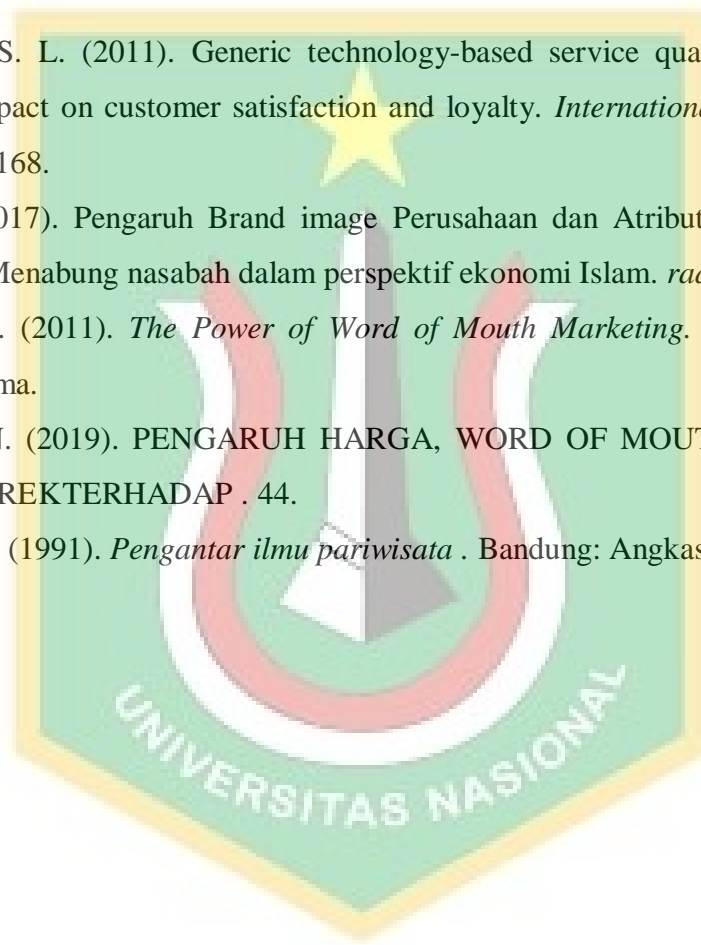 S. L. (2011). Generic technology-based service qua
pact on customer satisfaction and loyalty. Internationa
168.
017). Pengaruh Brand image Perusahaan dan Atribut
Menabung nasabah dalam perspektif ekonomi Islam. rad
. (2011). The Power of Word of Mouth Marketing.
ma.
N. (2019). PENGARUH HARGA, WORD OF MOUT
REKTERHADAP . 44.
(1991). Pengantar ilmu pariwisata . Bandung: Angkas
UNIVERSITAS NASIONAL